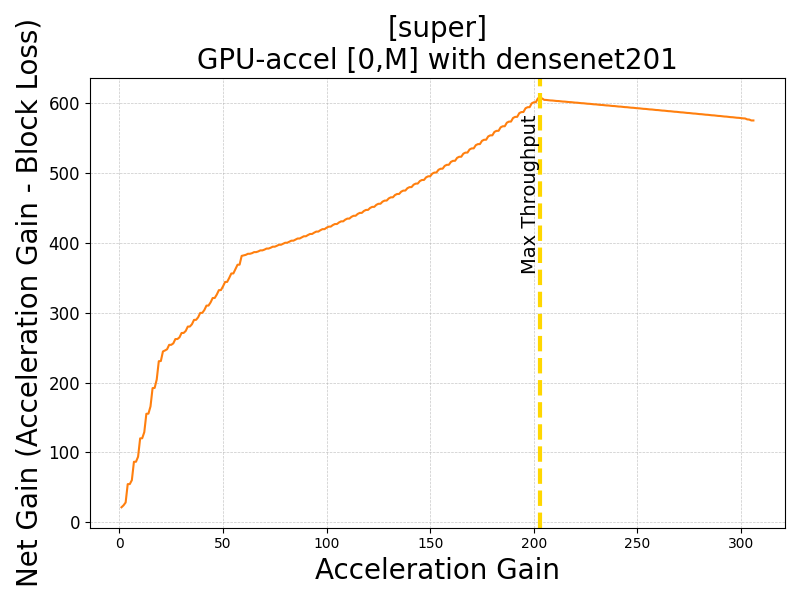 [super]
GPU-accel [0,M] with densenet201
Net Gain (Acceleration Gain - Block Loss)
600
500
400
300
200
100
0
Max Throughput
0 50 100 150 200 250 300
Acceleration Gain